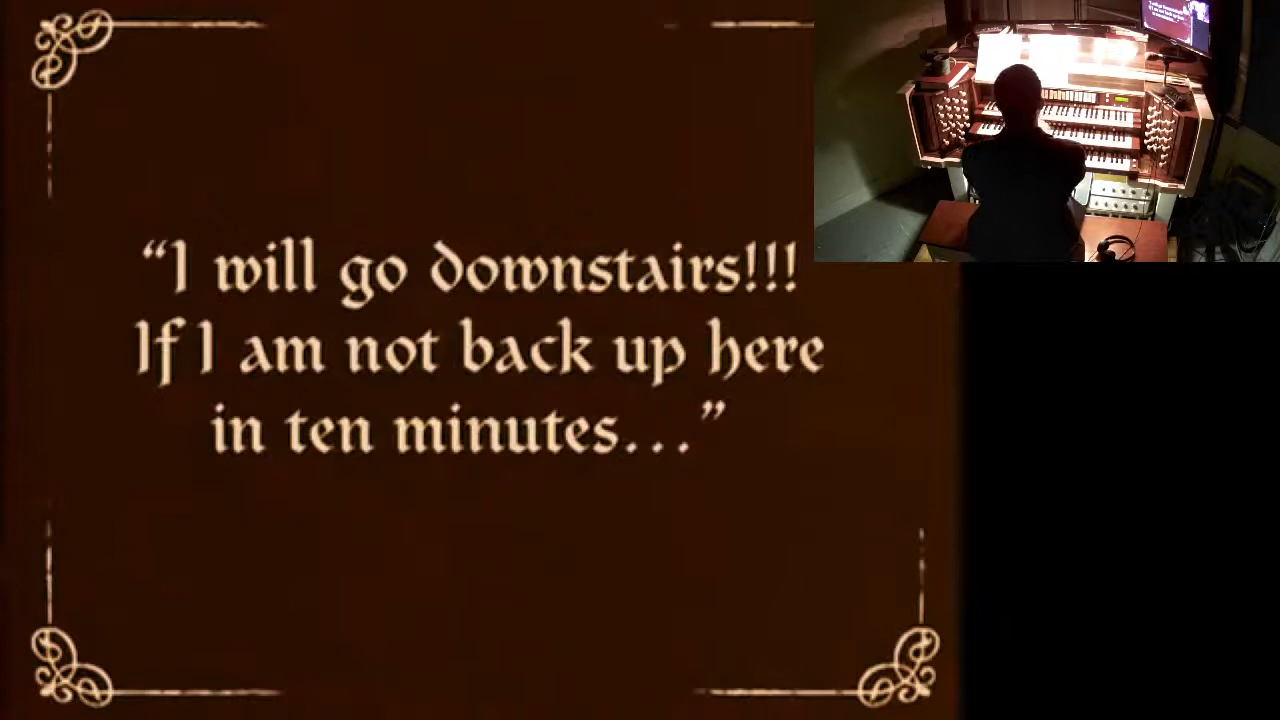 “I will go downstairs!!!
If I am not back up here
in ten minutes...”